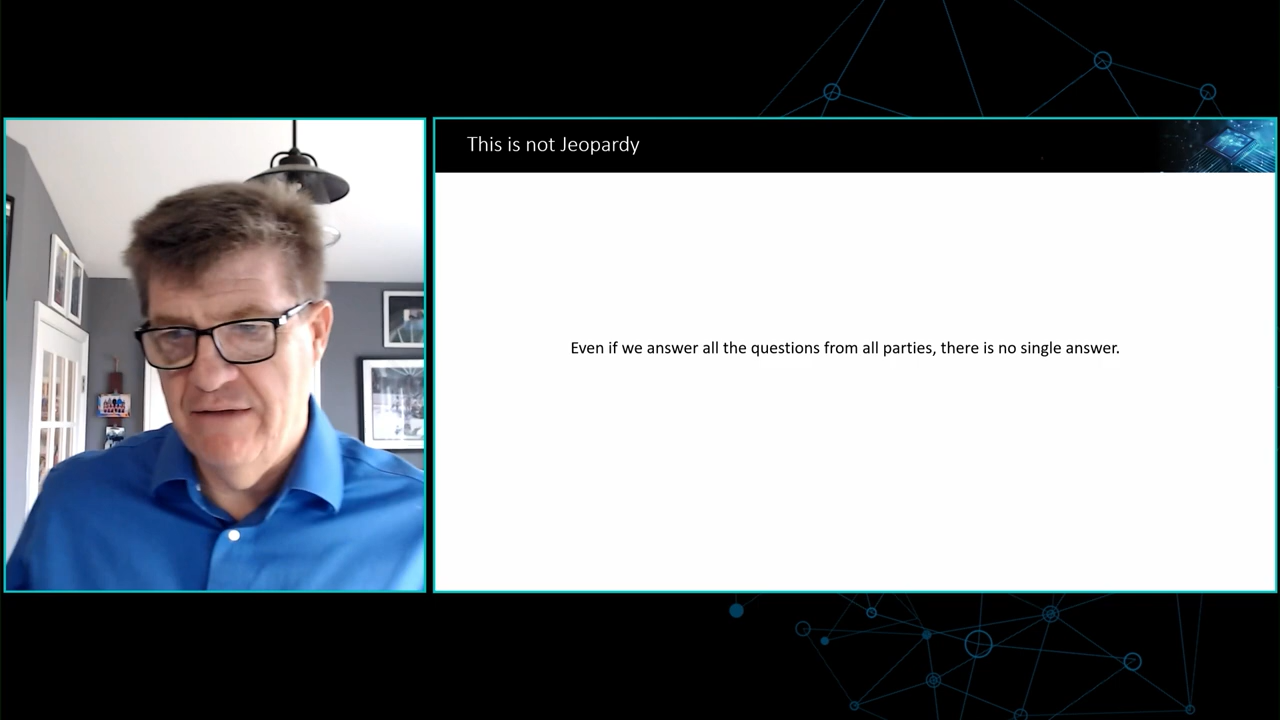 This is not Jeopardy
Even if we answer all the questions from all parties, there is no single answer.